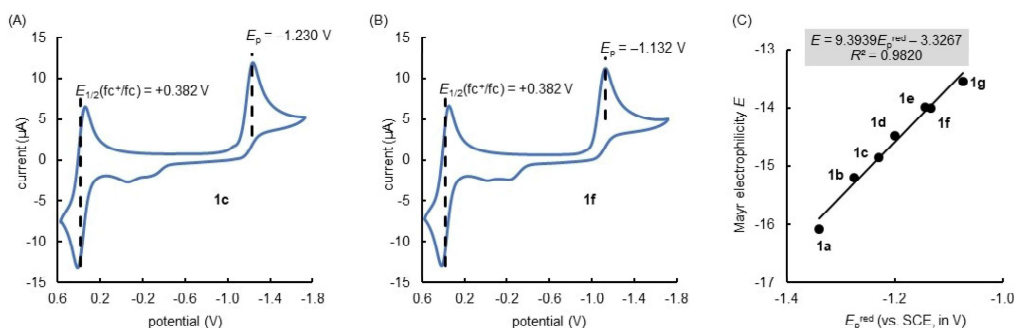 (A)
Ep = –1.230 V
E1/2(fc+/fc) = +0.382 V
current (μA)
15
10
5
0
-5
-10
-15
1c
0.6 0.2 -0.2 -0.6 -1.0 -1.4 -1.8
potential (V)
(B)
Ep = –1.132 V
E1/2(fc+/fc) = +0.382 V
current (μA)
15
10
5
0
-5
-10
-15
1f
0.6 0.2 -0.2 -0.6 -1.0 -1.4 -1.8
potential (V)
(C)
E = 9.3939Epred – 3.3267
R² = 0.9820
Mayr electrophilicity E
-13
-14
-15
-16
-17
1g
1e
1f
1d
1c
1b
1a
-1.4 -1.2 -1.0
Epred (vs. SCE, in V)